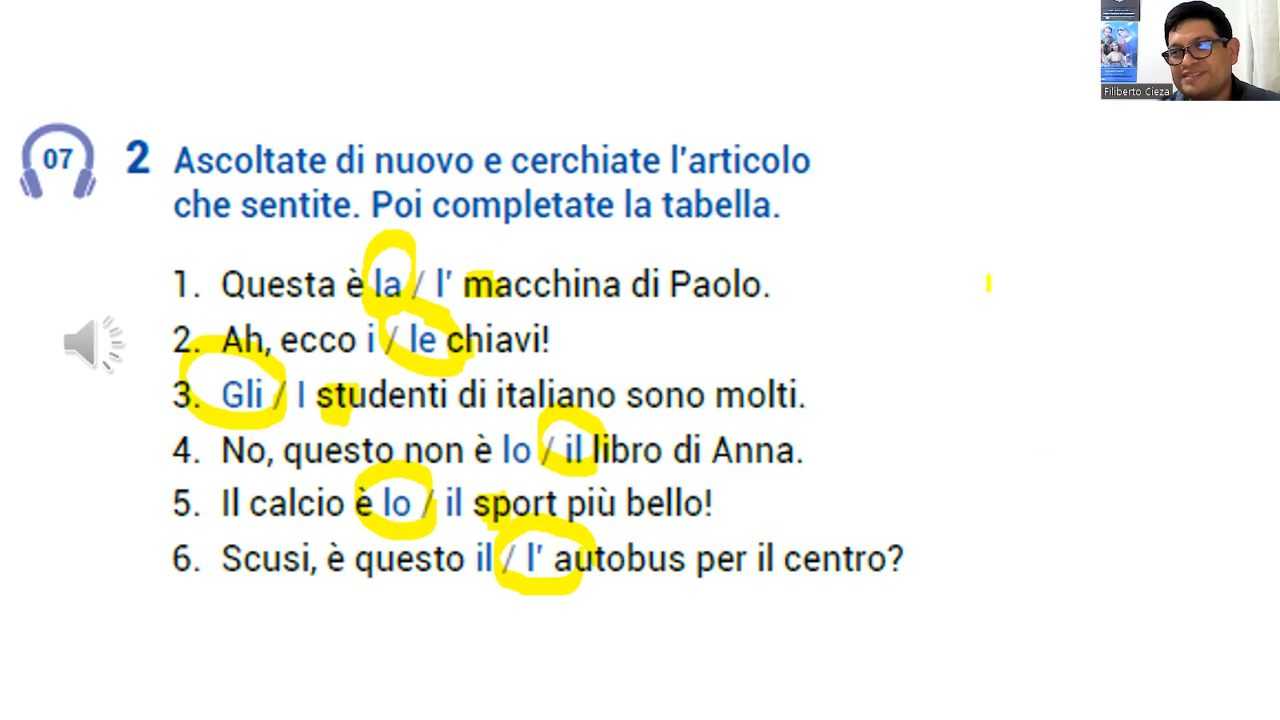 Filiberto Cieza
07
2 Ascoltate di nuovo e cerchiate l'articolo
che sentite. Poi completate la tabella.
1. Questa è la / l' macchina di Paolo.
2. Ah, ecco i / le chiavi!
3. Gli / I studenti di italiano sono molti.
4. No, questo non è lo / il libro di Anna.
5. Il calcio è lo / il sport più bello!
6. Scusi, è questo il / l' autobus per il centro?